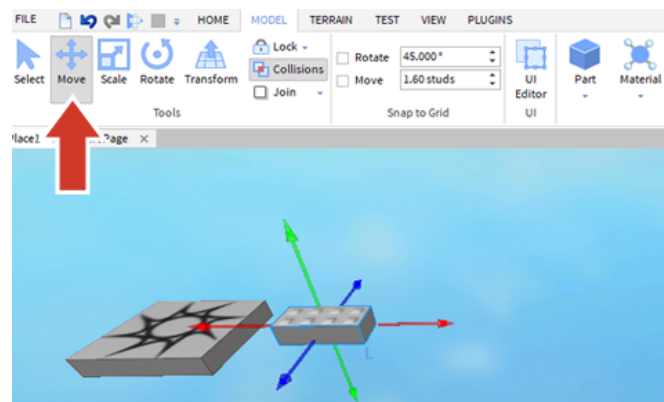 FILE HOME MODEL TERRAIN TEST VIEW PLUGINS
Select Move Scale Rotate Transform
Lock
Collisions
Join
Tools
Rotate 45.000°
Move 1.60 studs
Snap to Grid
UI
Editor
UI
Part
Material
Page ×
L